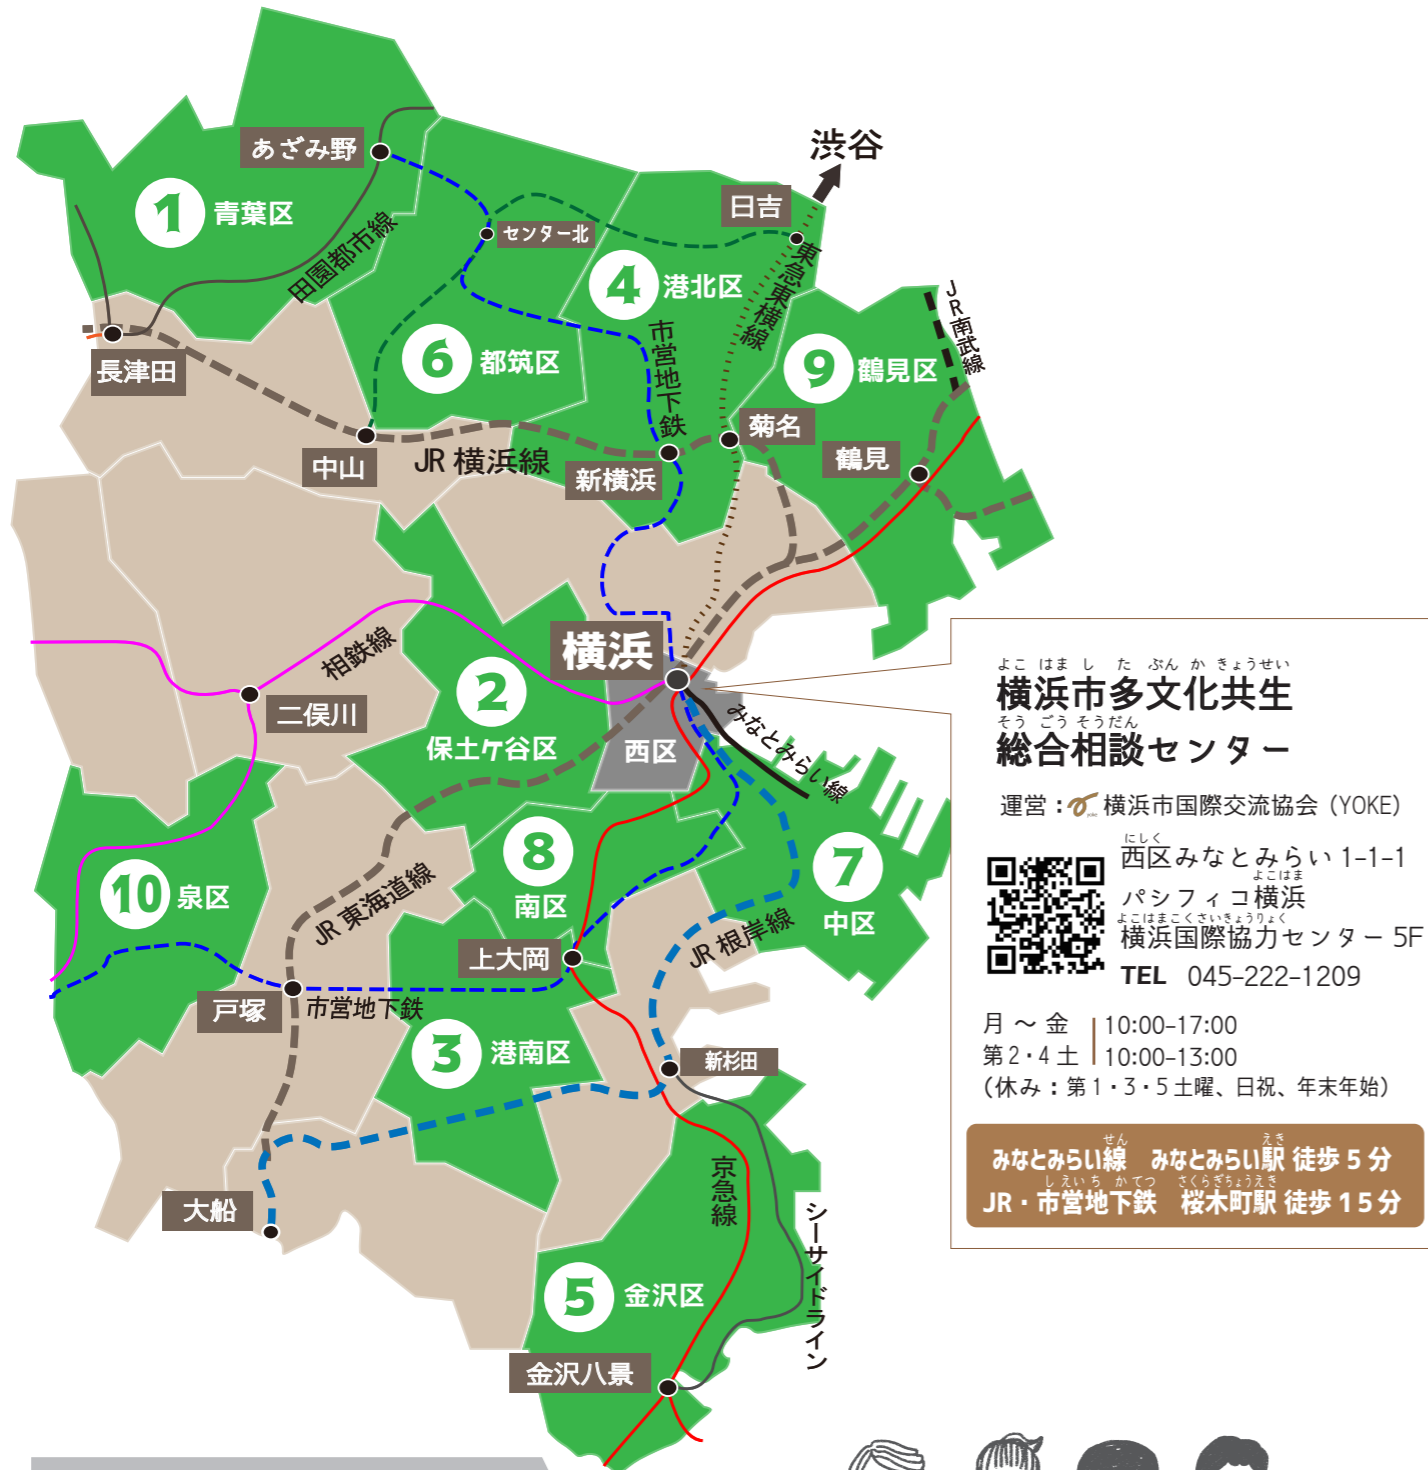 渋谷
あざみ野
日吉
1 青葉区
センター北
田園都市線
4 港北区
東急東横線
JR南武線
市営地下鉄
6 都筑区
9 鶴見区
長津田
菊名
中山
JR 横浜線
新横浜
鶴見
横浜
相鉄線
二俣川
2
保土ケ谷区
西区
みなとみらい線
8
南区
7
中区
10 泉区
JR 東海道線
JR 根岸線
上大岡
戸塚
市営地下鉄
3 港南区
新杉田
京急線
大船
シーサイドライン
5 金沢区
金沢八景
よこ はま し た ぶん か きょうせい
横浜市多文化共生
そう ごう そうだん
総合相談センター
運営：yoke 横浜市国際交流協会（YOKE）
にしく
西区みなとみらい 1-1-1
よこはま
パシフィコ横浜
よこはまこくさいきょうりょく
横浜国際協力センター 5F
TEL 045-222-1209
月 〜 金 10:00-17:00
第2・4 土 10:00-13:00
（休み：第1・3・5 土曜、日祝、年末年始）
せん えき
みなとみらい線 みなとみらい駅 徒歩 5 分
し えい ち か てつ さくらぎちょうえき
JR・市営地下鉄 桜木町駅 徒歩 15分